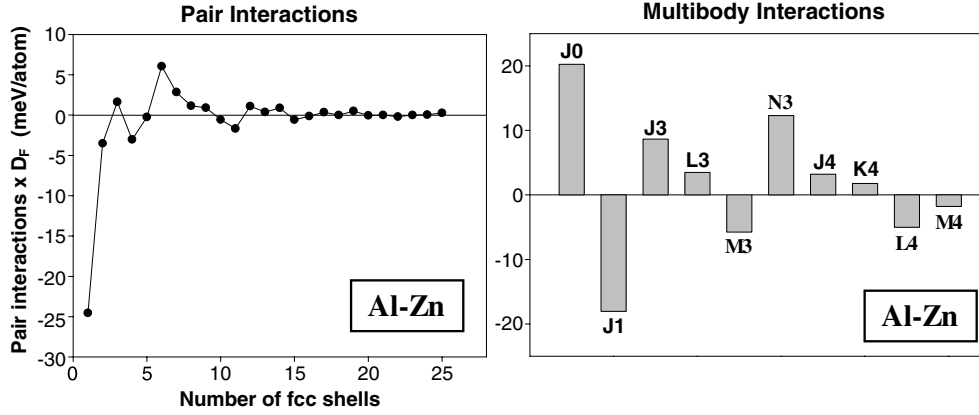 Pair Interactions
Pair interactions x D_F (meV/atom)
10
5
0
-5
-10
-15
-20
-25
-30
0
5
10
15
20
25
Number of fcc shells
Al-Zn
Multibody Interactions
20
10
0
-10
-20
J0
J1
J3
L3
M3
N3
J4
K4
L4
M4
Al-Zn